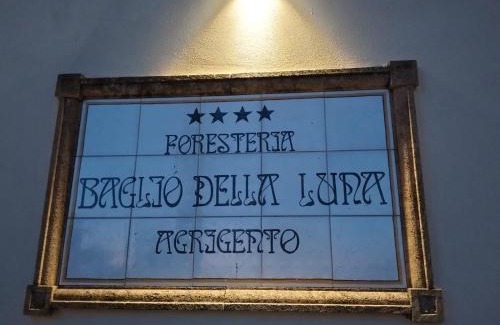 ★★★★
FORESTERIA
BAGLIO DELLA LUNA
AGRIGENTO